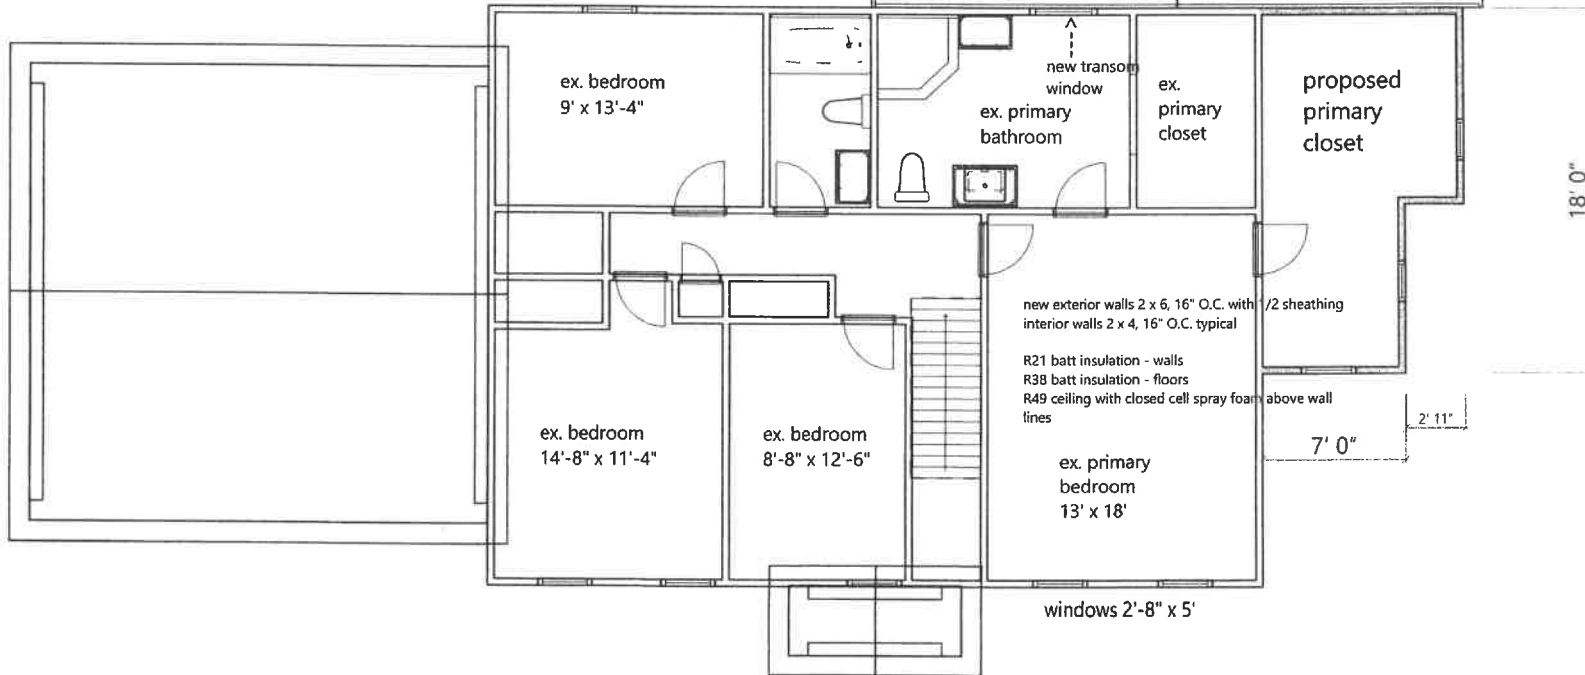 ex. bedroom
9' x 13'-4"
new transom
window
ex. primary
bathroom
ex.
primary
closet
proposed
primary
closet
18' 0"
new exterior walls 2 x 6, 16" O.C. with 1/2 sheathing
interior walls 2 x 4, 16" O.C. typical
R21 batt insulation - walls
R38 batt insulation - floors
R49 ceiling with closed cell spray foam above wall
lines
2' 11"
7' 0"
ex. bedroom
14'-8" x 11'-4"
ex. bedroom
8'-8" x 12'-6"
ex. primary
bedroom
13' x 18'
windows 2'-8" x 5'